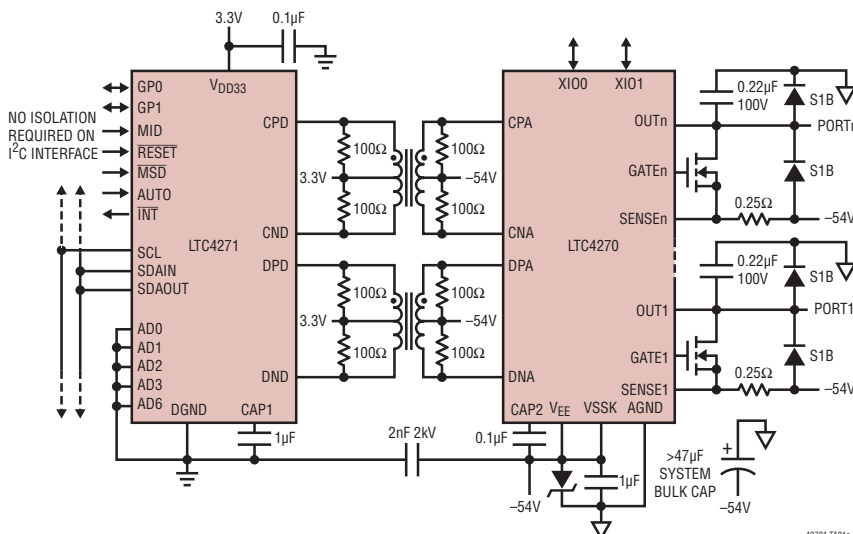 3.3V
0.1µF
VDD33
GP0
GP1
MID
RESET
MSD
AUTO
INT
NO ISOLATION
REQUIRED ON
I2C INTERFACE
SCL
SDAIN
SDAOUT
AD0
AD1
AD2
AD3
AD6
LTC4271
CPD
CND
DPD
DND
DGND
CAP1
1µF
2nF 2kV
100Ω
3.3V
100Ω
100Ω
–54V
100Ω
100Ω
3.3V
100Ω
100Ω
–54V
100Ω
XIO0
XIO1
CPA
CNA
DPA
DNA
LTC4270
OUTn
GATEn
SENSEn
OUT1
GATE1
SENSE1
CAP2
VEE
VSSK
AGND
0.1µF
–54V
1µF
0.22µF
100V
S1B
PORTn
S1B
0.25Ω
–54V
0.22µF
100V
S1B
PORT1
S1B
0.25Ω
–54V
>47µF
SYSTEM
BULK CAP
+
–54V